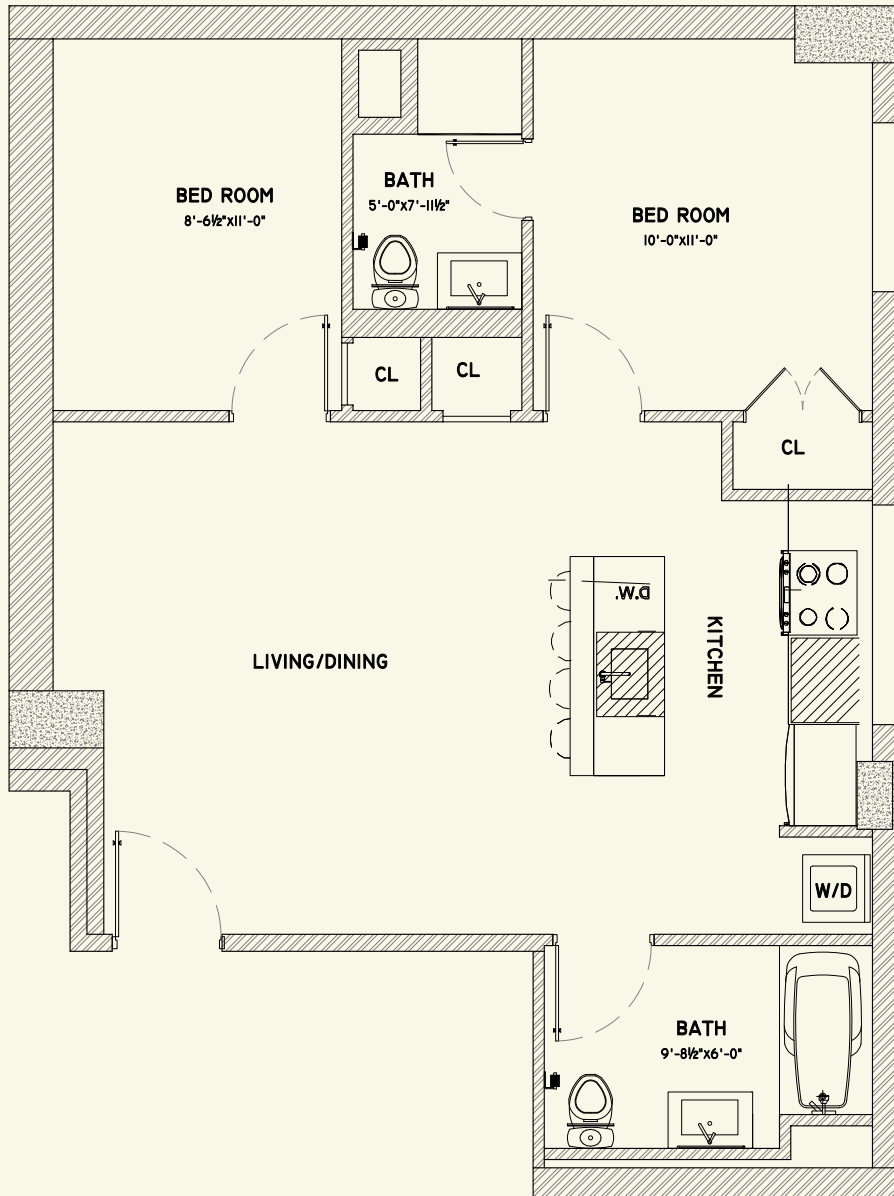 BED ROOM
8'-6½"x11'-0"
BATH
5'-0"x7'-11½"
BED ROOM
10'-0"x11'-0"
CL
CL
CL
D.W.
KITCHEN
LIVING/DINING
W/D
BATH
9'-8½"x6'-0"